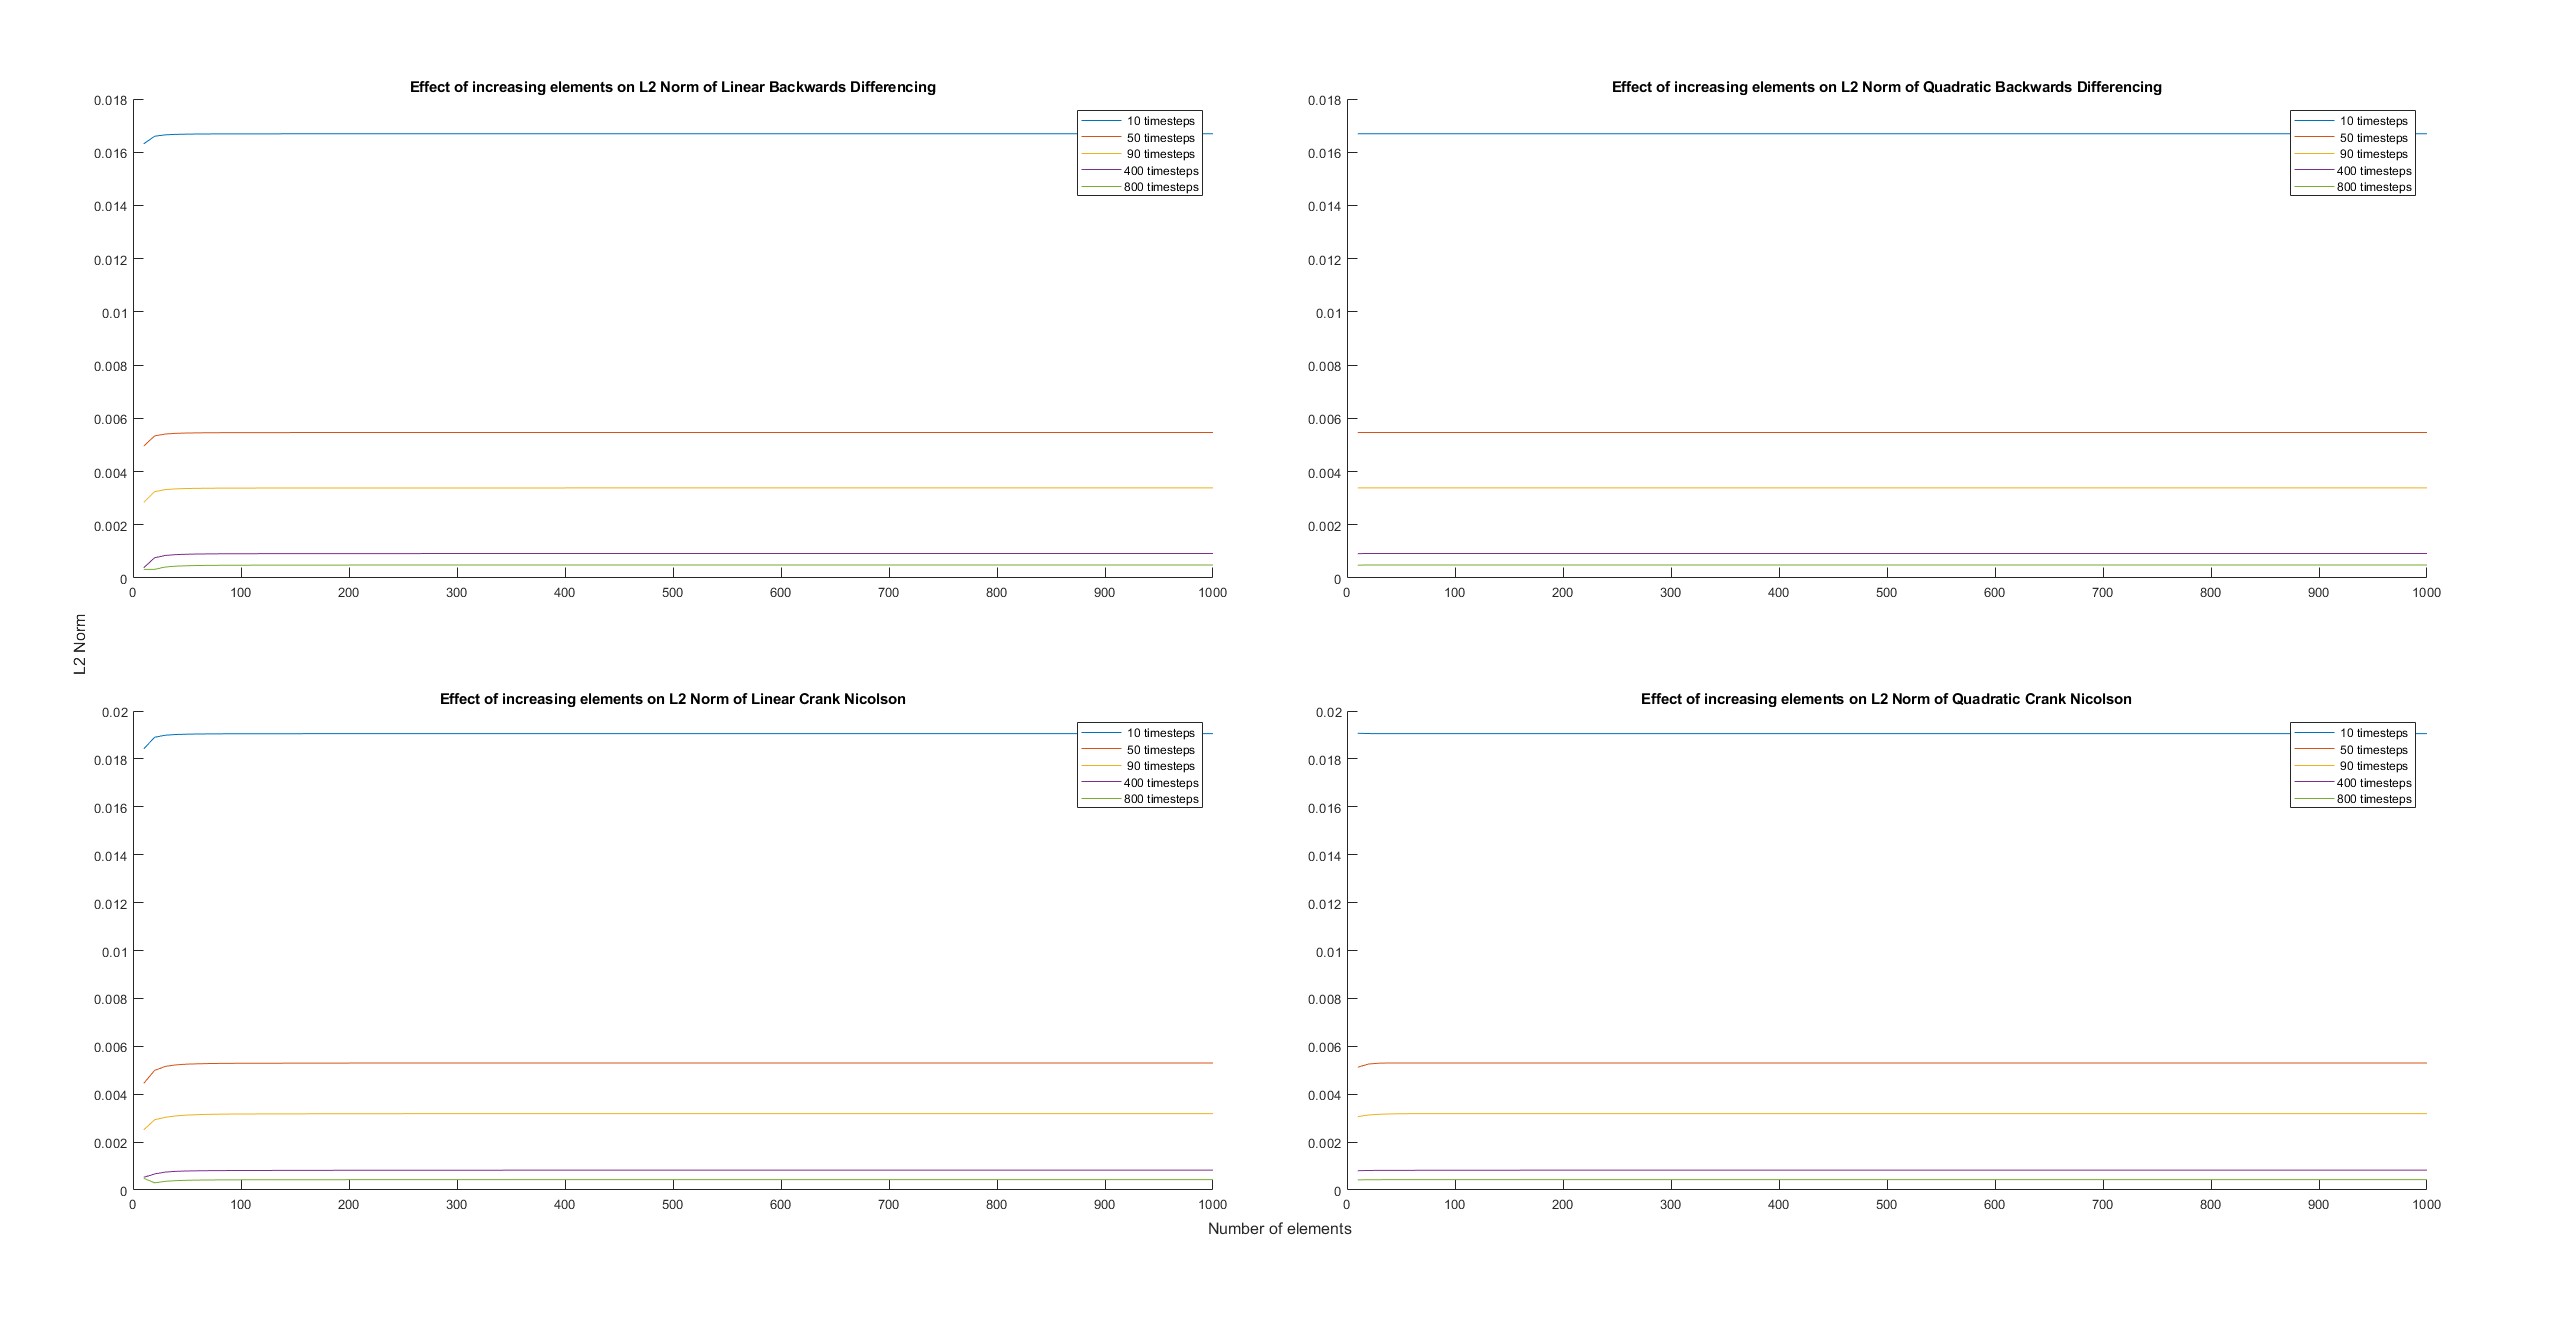 Effect of increasing elements on L2 Norm of Linear Backwards Differencing
0.018
0.016
0.014
0.012
0.01
0.008
0.006
0.004
0.002
0
0 100 200 300 400 500 600 700 800 900 1000
10 timesteps
50 timesteps
90 timesteps
400 timesteps
800 timesteps
Effect of increasing elements on L2 Norm of Quadratic Backwards Differencing
0.018
0.016
0.014
0.012
0.01
0.008
0.006
0.004
0.002
0
0 100 200 300 400 500 600 700 800 900 1000
10 timesteps
50 timesteps
90 timesteps
400 timesteps
800 timesteps
L2 Norm
Effect of increasing elements on L2 Norm of Linear Crank Nicolson
0.02
0.018
0.016
0.014
0.012
0.01
0.008
0.006
0.004
0.002
0
0 100 200 300 400 500 600 700 800 900 1000
10 timesteps
50 timesteps
90 timesteps
400 timesteps
800 timesteps
Effect of increasing elements on L2 Norm of Quadratic Crank Nicolson
0.02
0.018
0.016
0.014
0.012
0.01
0.008
0.006
0.004
0.002
0
0 100 200 300 400 500 600 700 800 900 1000
10 timesteps
50 timesteps
90 timesteps
400 timesteps
800 timesteps
Number of elements